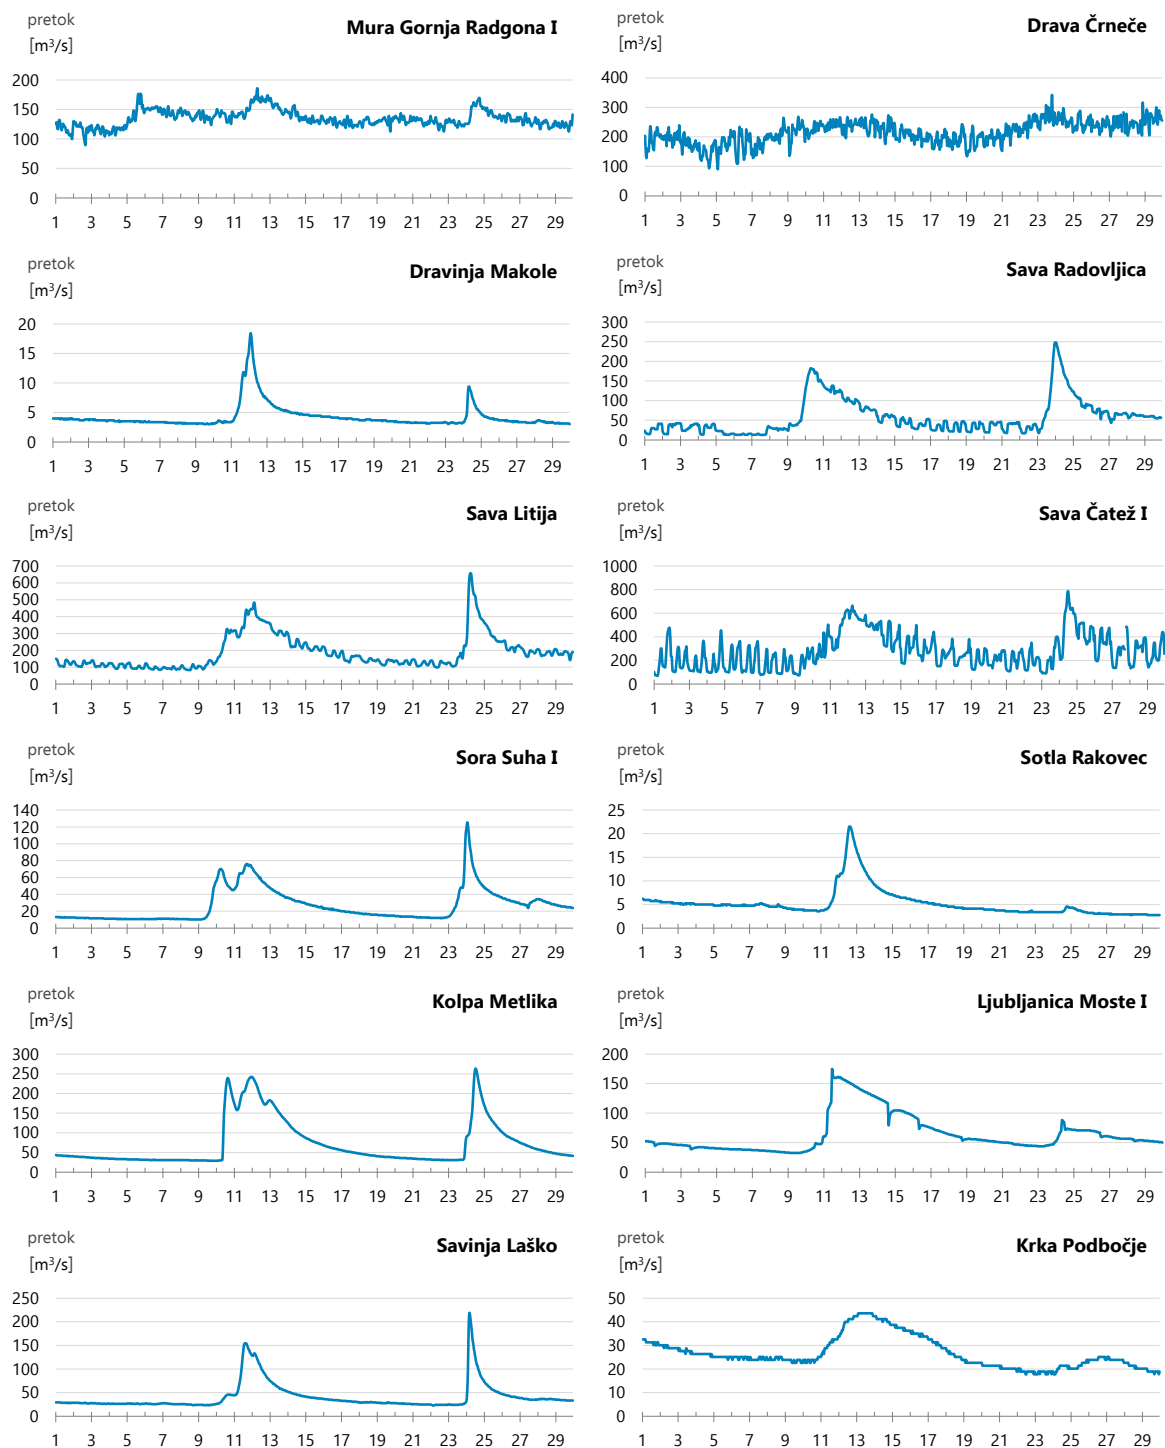 pretok
[m³/s]
Mura Gornja Radgona I
200
150
100
50
0
1 3 5 7 9 11 13 15 17 19 21 23 25 27 29
pretok
[m³/s]
Drava Črneče
400
300
200
100
0
1 3 5 7 9 11 13 15 17 19 21 23 25 27 29
pretok
[m³/s]
Dravinja Makole
20
15
10
5
0
1 3 5 7 9 11 13 15 17 19 21 23 25 27 29
pretok
[m³/s]
Sava Radovljica
300
250
200
150
100
50
0
1 3 5 7 9 11 13 15 17 19 21 23 25 27 29
pretok
[m³/s]
Sava Litija
700
600
500
400
300
200
100
0
1 3 5 7 9 11 13 15 17 19 21 23 25 27 29
pretok
[m³/s]
Sava Čatež I
1000
800
600
400
200
0
1 3 5 7 9 11 13 15 17 19 21 23 25 27 29
pretok
[m³/s]
Sora Suha I
140
120
100
80
60
40
20
0
1 3 5 7 9 11 13 15 17 19 21 23 25 27 29
pretok
[m³/s]
Sotla Rakovec
25
20
15
10
5
0
1 3 5 7 9 11 13 15 17 19 21 23 25 27 29
pretok
[m³/s]
Kolpa Metlika
300
250
200
150
100
50
0
1 3 5 7 9 11 13 15 17 19 21 23 25 27 29
pretok
[m³/s]
Ljubljanica Moste I
200
150
100
50
0
1 3 5 7 9 11 13 15 17 19 21 23 25 27 29
pretok
[m³/s]
Savinja Laško
250
200
150
100
50
0
1 3 5 7 9 11 13 15 17 19 21 23 25 27 29
pretok
[m³/s]
Krka Podbočje
50
40
30
20
10
0
1 3 5 7 9 11 13 15 17 19 21 23 25 27 29